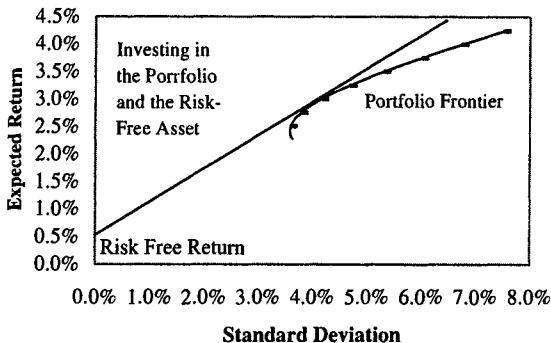 4.5%
4.0%
3.5%
3.0%
2.5%
2.0%
1.5%
1.0%
0.5%
0.0%
Expected Return
Investing in
the Porrfolio
and the Risk-
Free Asset
Portfolio Frontier
Risk Free Return
0.0% 1.0% 2.0% 3.0% 4.0% 5.0% 6.0% 7.0% 8.0%
Standard Deviation